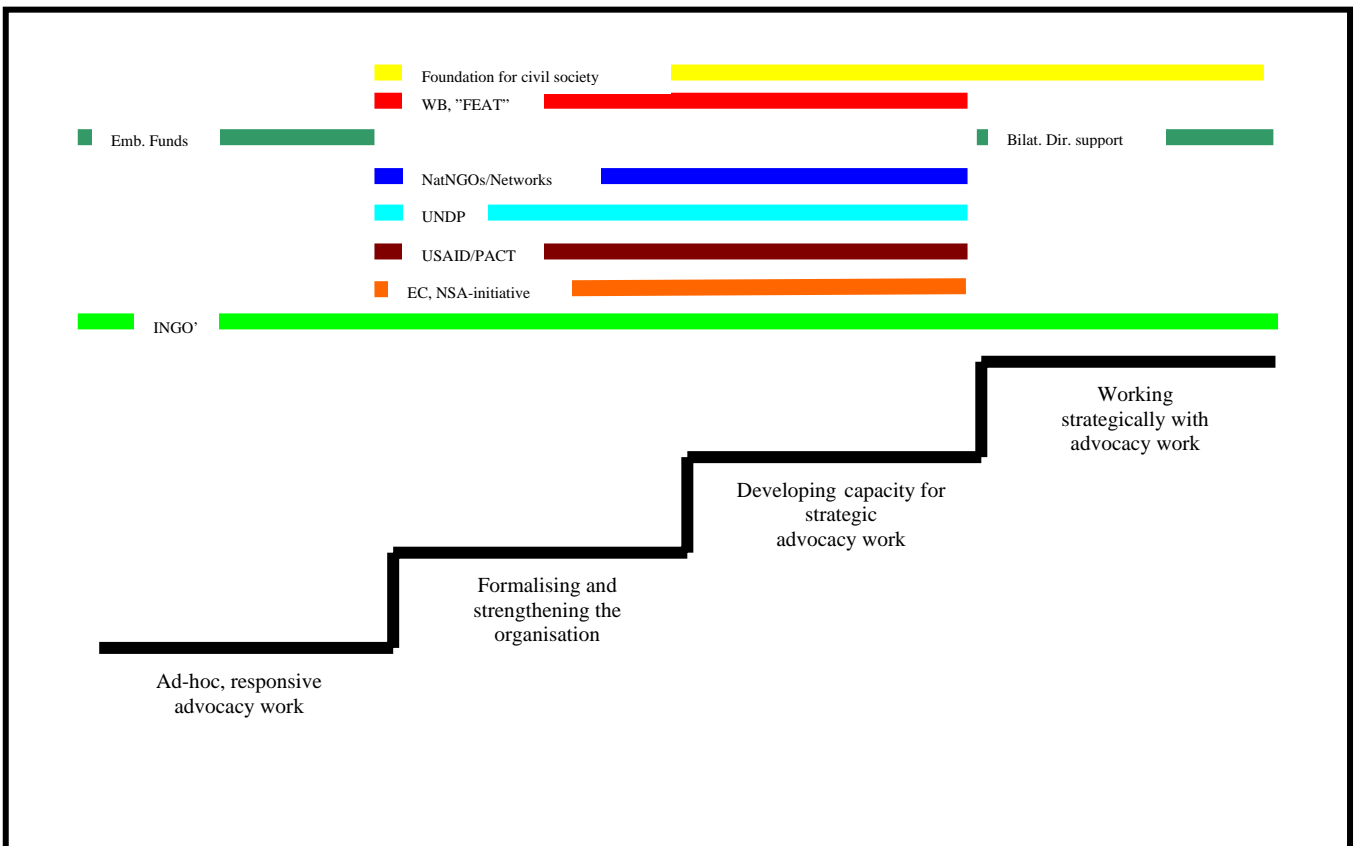 Foundation for civil society
WB, ”FEAT”
Emb. Funds
Bilat. Dir. support
NatNGOs/Networks
UNDP
USAID/PACT
EC, NSA-initiative
INGO’
Working
strategically with
advocacy work
Developing capacity for
strategic
advocacy work
Formalising and
strengthening the
organisation
Ad-hoc, responsive
advocacy work